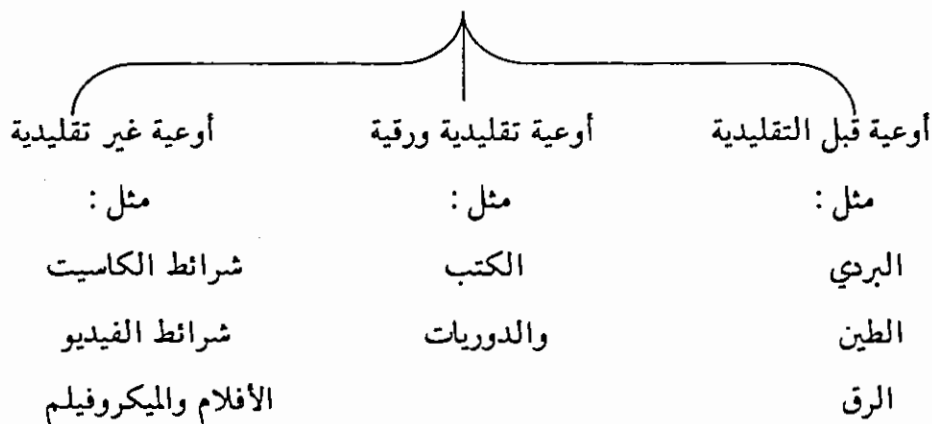 أوعية قبل التقليدية
أوعية تقليدية ورقية
أوعية غير تقليدية
مثل :
مثل :
مثل :
البردي
الكتب
شرائط الكاسيت
الطين
والدوريات
شرائط الفيديو
الرق
الأفلام والميكروفيلم